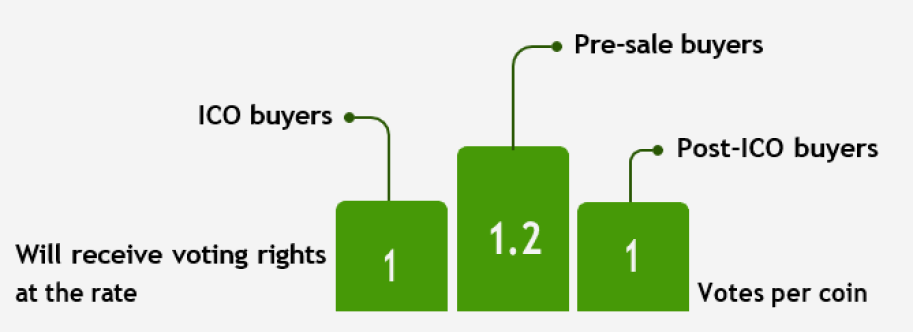 Pre-sale buyers
ICO buyers
Post-ICO buyers
Will receive voting rights
at the rate
1
1.2
1
Votes per coin